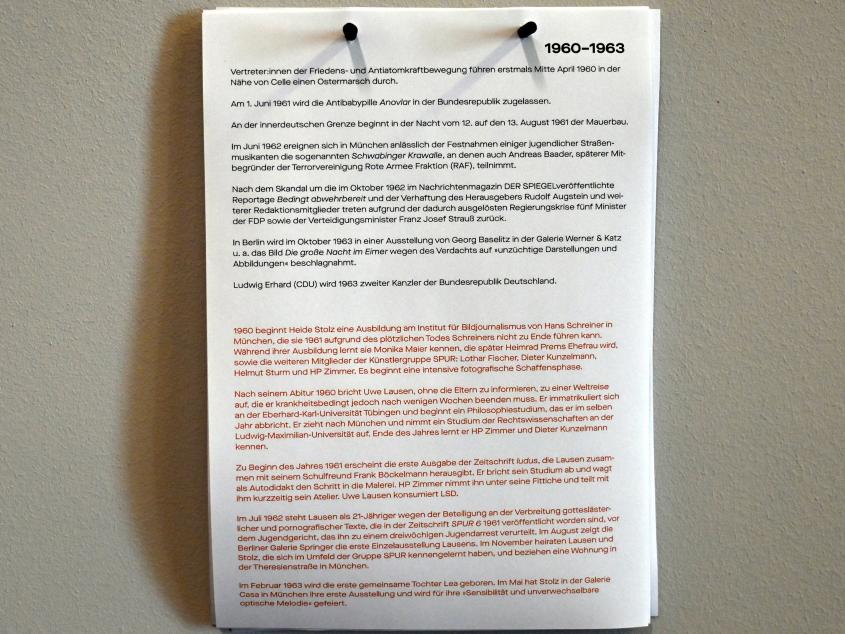 1960–1963
Vertreter:innen der Friedens- und Antiatomkraftbewegung führen erstmals Mitte April 1960 in der
Nähe von Celle einen Ostermarsch durch.
Am 1. Juni 1961 wird die Antibabypille Anovlar in der Bundesrepublik zugelassen.
An der innerdeutschen Grenze beginnt in der Nacht vom 12. auf den 13. August 1961 der Mauerbau.
Im Juni 1962 ereignen sich in München anlässlich der Festnahmen einiger jugendlicher Straßen-
musikanten die sogenannten Schwabinger Krawalle, an denen auch Andreas Baader, späterer Mit-
begründer der Terrorvereinigung Rote Armee Fraktion (RAF), teilnimmt.
Nach dem Skandal um die im Oktober 1962 im Nachrichtenmagazin DER SPIEGELveröffentlichte
Reportage Bedingt abwehrbereit und der Verhaftung des Herausgebers Rudolf Augstein und wei-
terer Redaktionsmitglieder treten aufgrund der dadurch ausgelösten Regierungskrise fünf Minister
der FDP sowie der Verteidigungsminister Franz Josef Strauß zurück.
In Berlin wird im Oktober 1963 in einer Ausstellung von Georg Baselitz in der Galerie Werner & Katz
u. a. das Bild Die große Nacht im Eimer wegen des Verdachts auf »unzüchtige Darstellungen und
Abbildungen« beschlagnahmt.
Ludwig Erhard (CDU) wird 1963 zweiter Kanzler der Bundesrepublik Deutschland.
1960 beginnt Heide Stolz eine Ausbildung am Institut für Bildjournalismus von Hans Schreiner in
München, die sie 1961 aufgrund des plötzlichen Todes Schreiners nicht zu Ende führen kann.
Während ihrer Ausbildung lernt sie Monika Maier kennen, die später Heimrad Prems Ehefrau wird,
sowie die weiteren Mitglieder der Künstlergruppe SPUR: Lothar Fischer, Dieter Kunzelmann,
Helmut Sturm und HP Zimmer. Es beginnt eine intensive fotografische Schaffensphase.
Nach seinem Abitur 1960 bricht Uwe Lausen, ohne die Eltern zu informieren, zu einer Weltreise
auf, die er krankheitsbedingt jedoch nach wenigen Wochen beenden muss. Er immatrikuliert sich
an der Eberhard-Karl-Universität Tübingen und beginnt ein Philosophiestudium, das er im selben
Jahr abbricht. Er zieht nach München und nimmt ein Studium der Rechtswissenschaften an der
Ludwig-Maximilian-Universität auf. Ende des Jahres lernt er HP Zimmer und Dieter Kunzelmann
kennen.
Zu Beginn des Jahres 1961 erscheint die erste Ausgabe der Zeitschrift ludus, die Lausen zusam-
men mit seinem Schulfreund Frank Böckelmann herausgibt. Er bricht sein Studium ab und wagt
als Autodidakt den Schritt in die Malerei. HP Zimmer nimmt ihn unter seine Fittiche und teilt mit
ihm kurzzeitig sein Atelier. Uwe Lausen konsumiert LSD.
Im Juli 1962 steht Lausen als 21-Jähriger wegen der Beteiligung an der Verbreitung gottesläster-
licher und pornografischer Texte, die in der Zeitschrift SPUR 6 1961 veröffentlicht worden sind, vor
dem Jugendgericht, das ihn zu einem dreiwöchigen Jugendarrest verurteilt. Im August zeigt die
Berliner Galerie Springer die erste Einzelausstellung Lausens. Im November heiraten Lausen und
Stolz, die sich im Umfeld der Gruppe SPUR kennengelernt haben, und beziehen eine Wohnung in
der Theresienstraße in München.
Im Februar 1963 wird die erste gemeinsame Tochter Lea geboren. Im Mai hat Stolz in der Galerie
Casa in München ihre erste Ausstellung und wird für ihre »Sensibilität und unverwechselbare
optische Melodie« gefeiert.